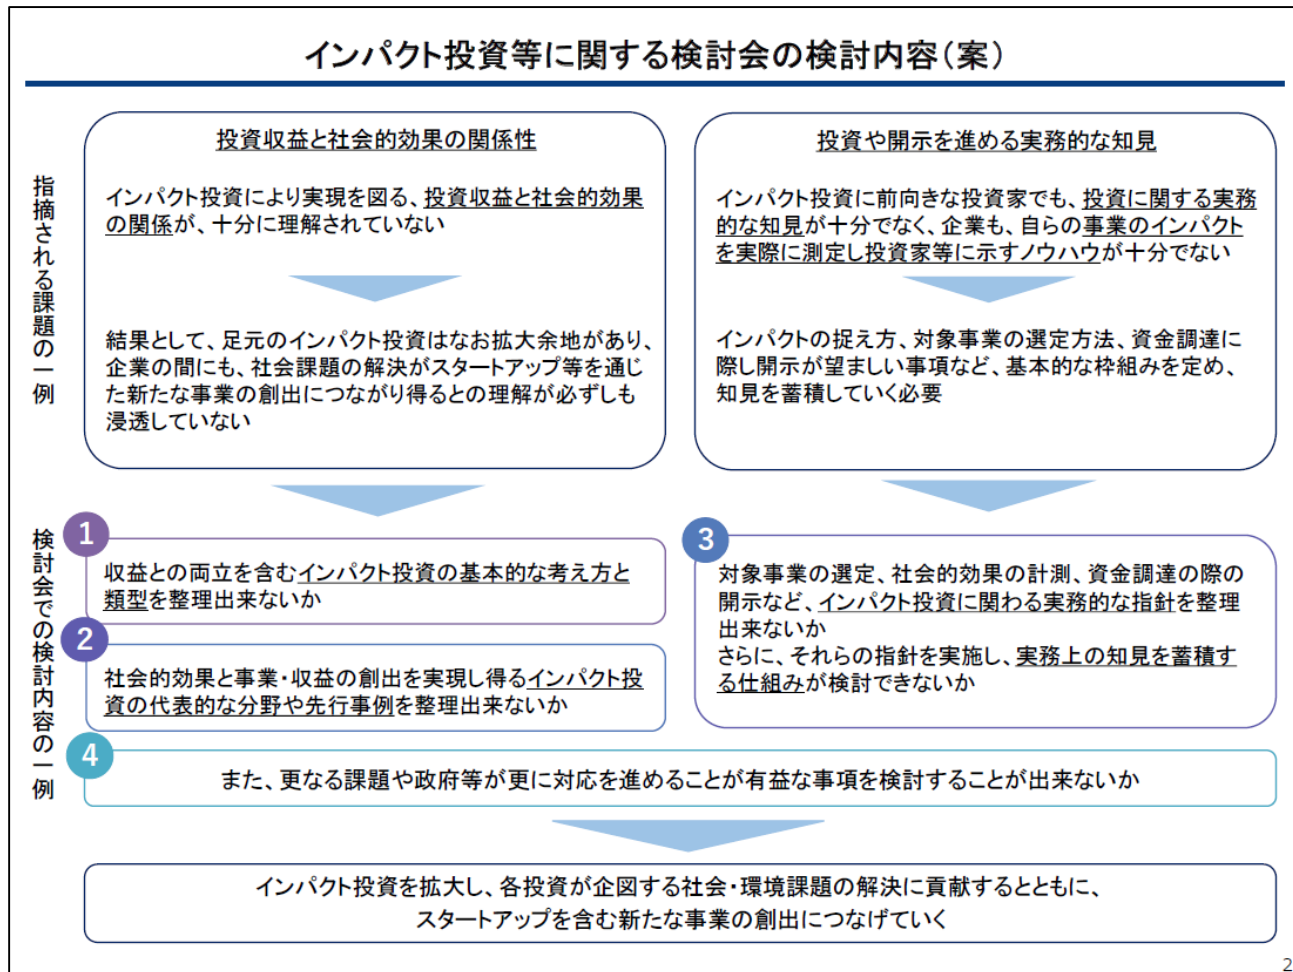 インパクト投資等に関する検討会の検討内容（案）
指摘される課題の一例
投資収益と社会的効果の関係性
インパクト投資により実現を図る、投資収益と社会的効果
の関係が、十分に理解されていない
結果として、足元のインパクト投資はなお拡大余地があり、
企業の間にも、社会課題の解決がスタートアップ等を通じ
た新たな事業の創出につながり得るとの理解が必ずしも
浸透していない
投資や開示を進める実務的な知見
インパクト投資に前向きな投資家でも、投資に関する実務
的な知見が十分でなく、企業も、自らの事業のインパクト
を実際に測定し投資家等に示すノウハウが十分でない
インパクトの捉え方、対象事業の選定方法、資金調達に
際し開示が望ましい事項など、基本的な枠組みを定め、
知見を蓄積していく必要
検討会での検討内容の一例
1
収益との両立を含むインパクト投資の基本的な考え方と
類型を整理出来ないか
2
社会的効果と事業・収益の創出を実現し得るインパクト投
資の代表的な分野や先行事例を整理出来ないか
3
対象事業の選定、社会的効果の計測、資金調達の際の
開示など、インパクト投資に関わる実務的な指針を整理
出来ないか
さらに、それらの指針を実施し、実務上の知見を蓄積す
る仕組みが検討できないか
4
また、更なる課題や政府等が更に対応を進めることが有益な事項を検討することが出来ないか
インパクト投資を拡大し、各投資が企図する社会・環境課題の解決に貢献するとともに、
スタートアップを含む新たな事業の創出につなげていく
2